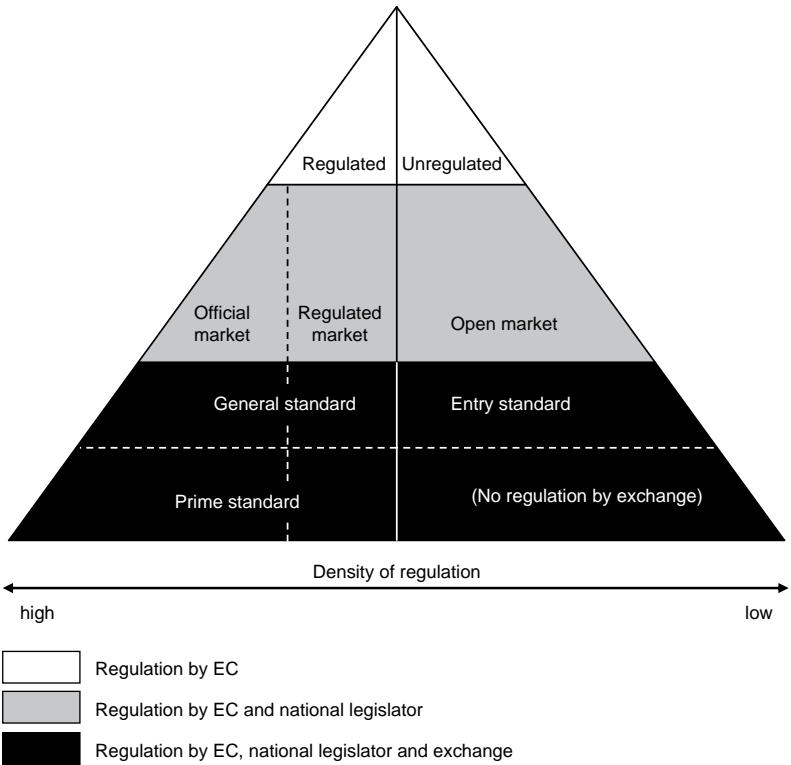 Regulated Unregulated
Official Regulated
market market Open market
General standard Entry standard
Prime standard (No regulation by exchange)
Density of regulation
high low
Regulation by EC
Regulation by EC and national legislator
Regulation by EC, national legislator and exchange